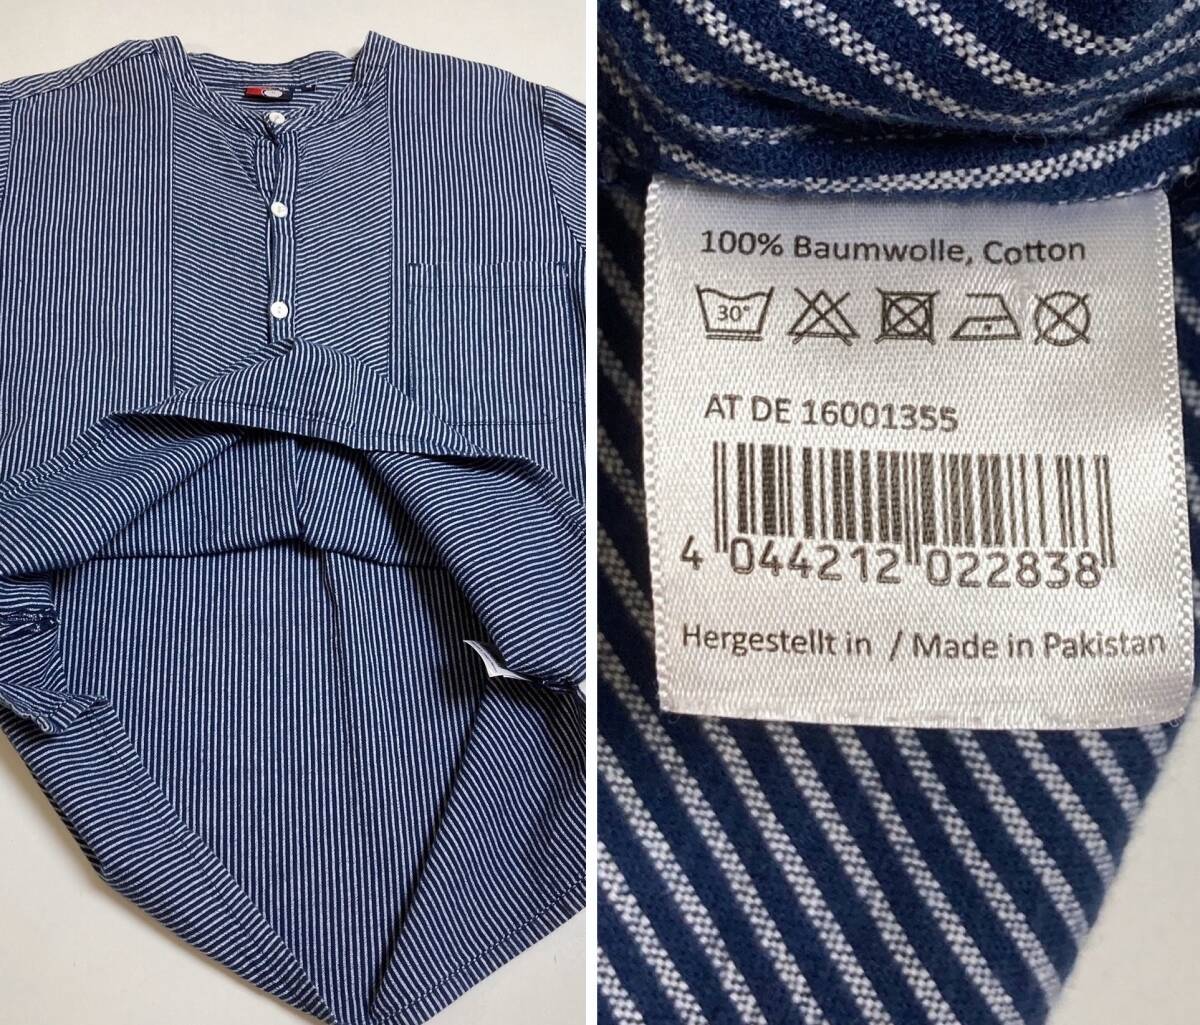 100% Baumwolle, Cotton
30°
AT DE 16001355
4 044212 022838
Hergestellt in / Made in Pakistan